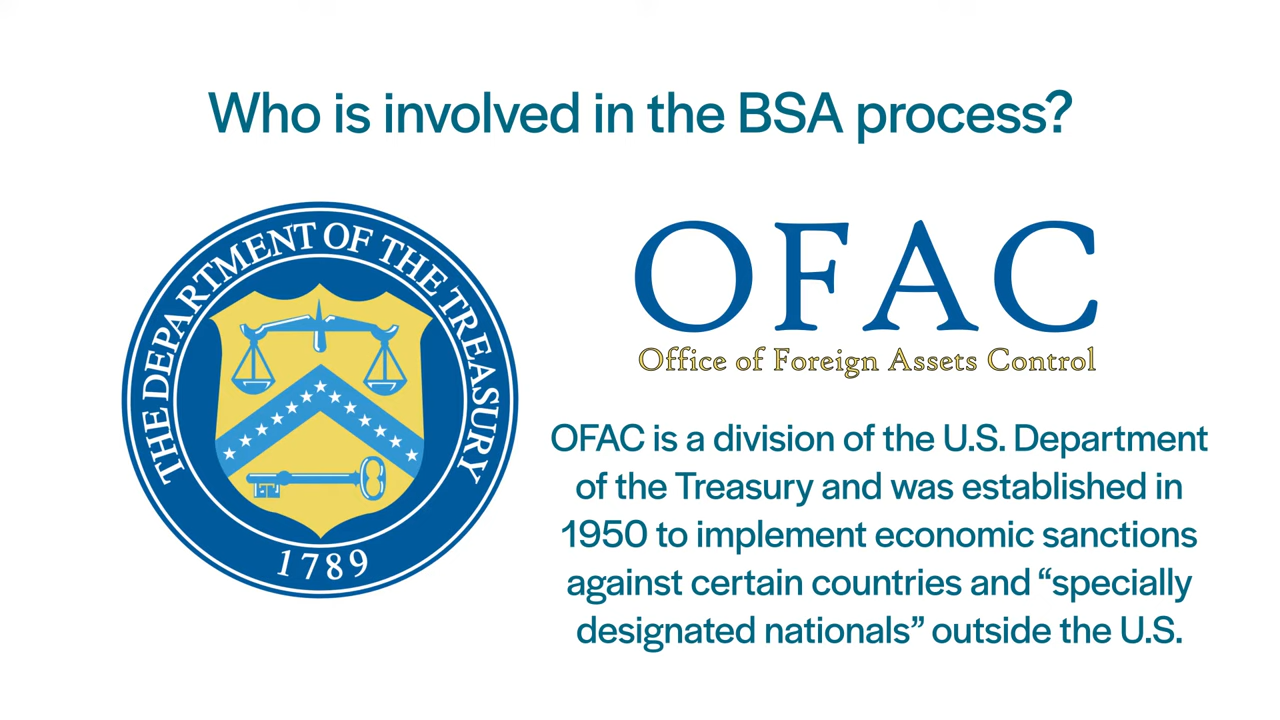 Who is involved in the BSA process?
THE DEPARTMENT OF THE TREASURY
1789
OFAC
Office of Foreign Assets Control
OFAC is a division of the U.S. Department
of the Treasury and was established in
1950 to implement economic sanctions
against certain countries and “specially
designated nationals” outside the U.S.